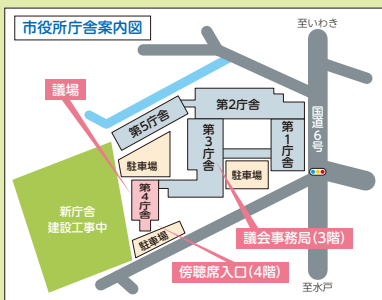 市役所庁舎案内図
至いわき
議場
第2庁舎
第5庁舎
国道6号
第3庁舎
第1庁舎
駐車場
第4庁舎
駐車場
新庁舎
建設工事中
駐車場
議会事務局(3階)
傍聴席入口(4階)
至水戸